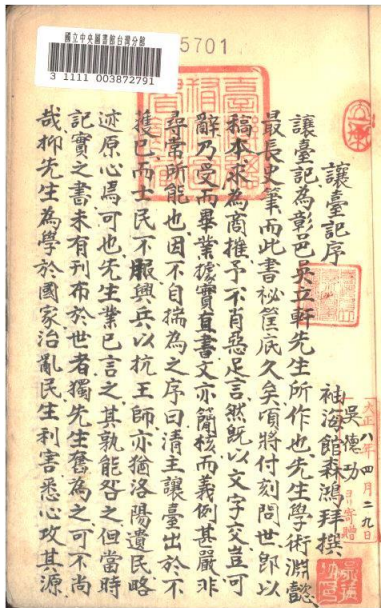 國立中央圖書館台灣分館
3 1111 003872791
5701
大正八年四月二九日
吳德功ヨリ寄贈
讓臺記序
袖海館森鴻拜撰
讓臺記為彰邑吳立軒先生所作也先生學術淵懿
最長史筆而此書祕篋底久矣頃將付刻問世郎以
稿本求為商推予不肖惡足言然既以文字交豈可
辭乃受而畢業據實直書文亦簡核而義例其嚴非
尋常所能也因不自揣為之序曰清主讓臺出於不
獲已而士民不服興兵以抗王師亦猶洛陽遺民略
迹原心焉可也先生業已言之其孰能咎之但當時
記實之書未有刊布於世者獨先生奮為之可不尚
哉抑先生為學於國家治亂民生利害悉心攻其源